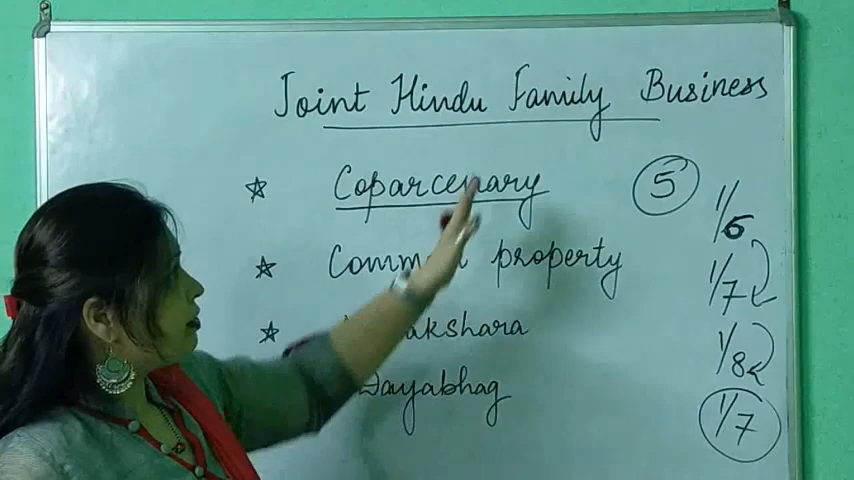 Joint Hindu Family Business
☆ Coparcenary 5
1/6
☆ Common property
1/7
☆
1/8
Dayabhag
1/7